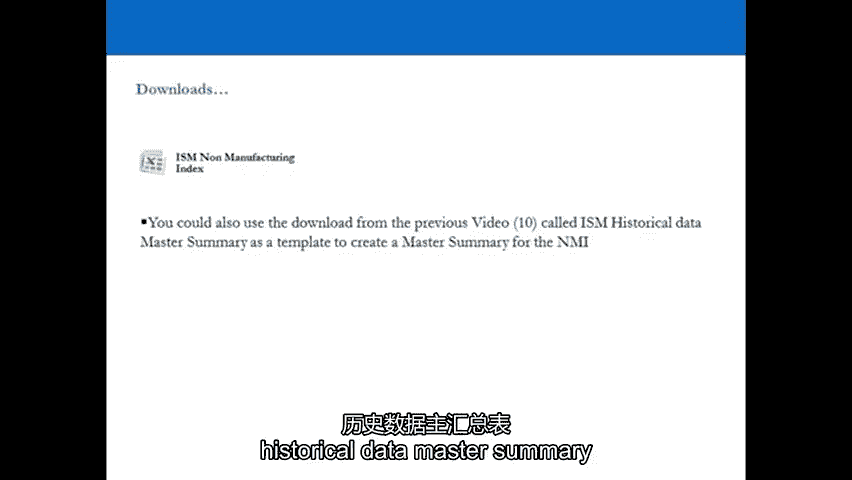 Downloads...
ISM Non Manufacturing
Index
▪You could also use the download from the previous Video (10) called ISM Historical data
Master Summary as a template to create a Master Summary for the NMI
历史数据主汇总表
historical data master summary